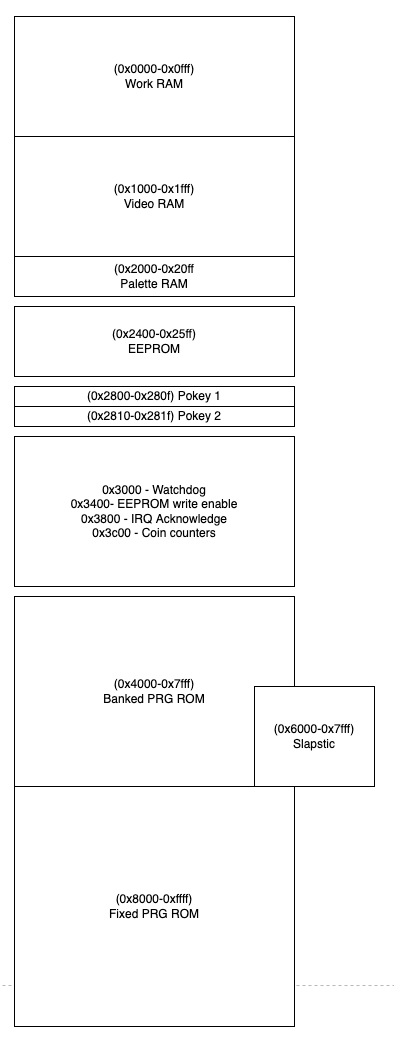 (0x0000-0x0fff)
Work RAM
(0x1000-0x1fff)
Video RAM
(0x2000-0x20ff
Palette RAM
(0x2400-0x25ff)
EEPROM
(0x2800-0x280f) Pokey 1
(0x2810-0x281f) Pokey 2
0x3000 - Watchdog
0x3400- EEPROM write enable
0x3800 - IRQ Acknowledge
0x3c00 - Coin counters
(0x4000-0x7fff)
Banked PRG ROM
(0x6000-0x7fff)
Slapstic
(0x8000-0xffff)
Fixed PRG ROM